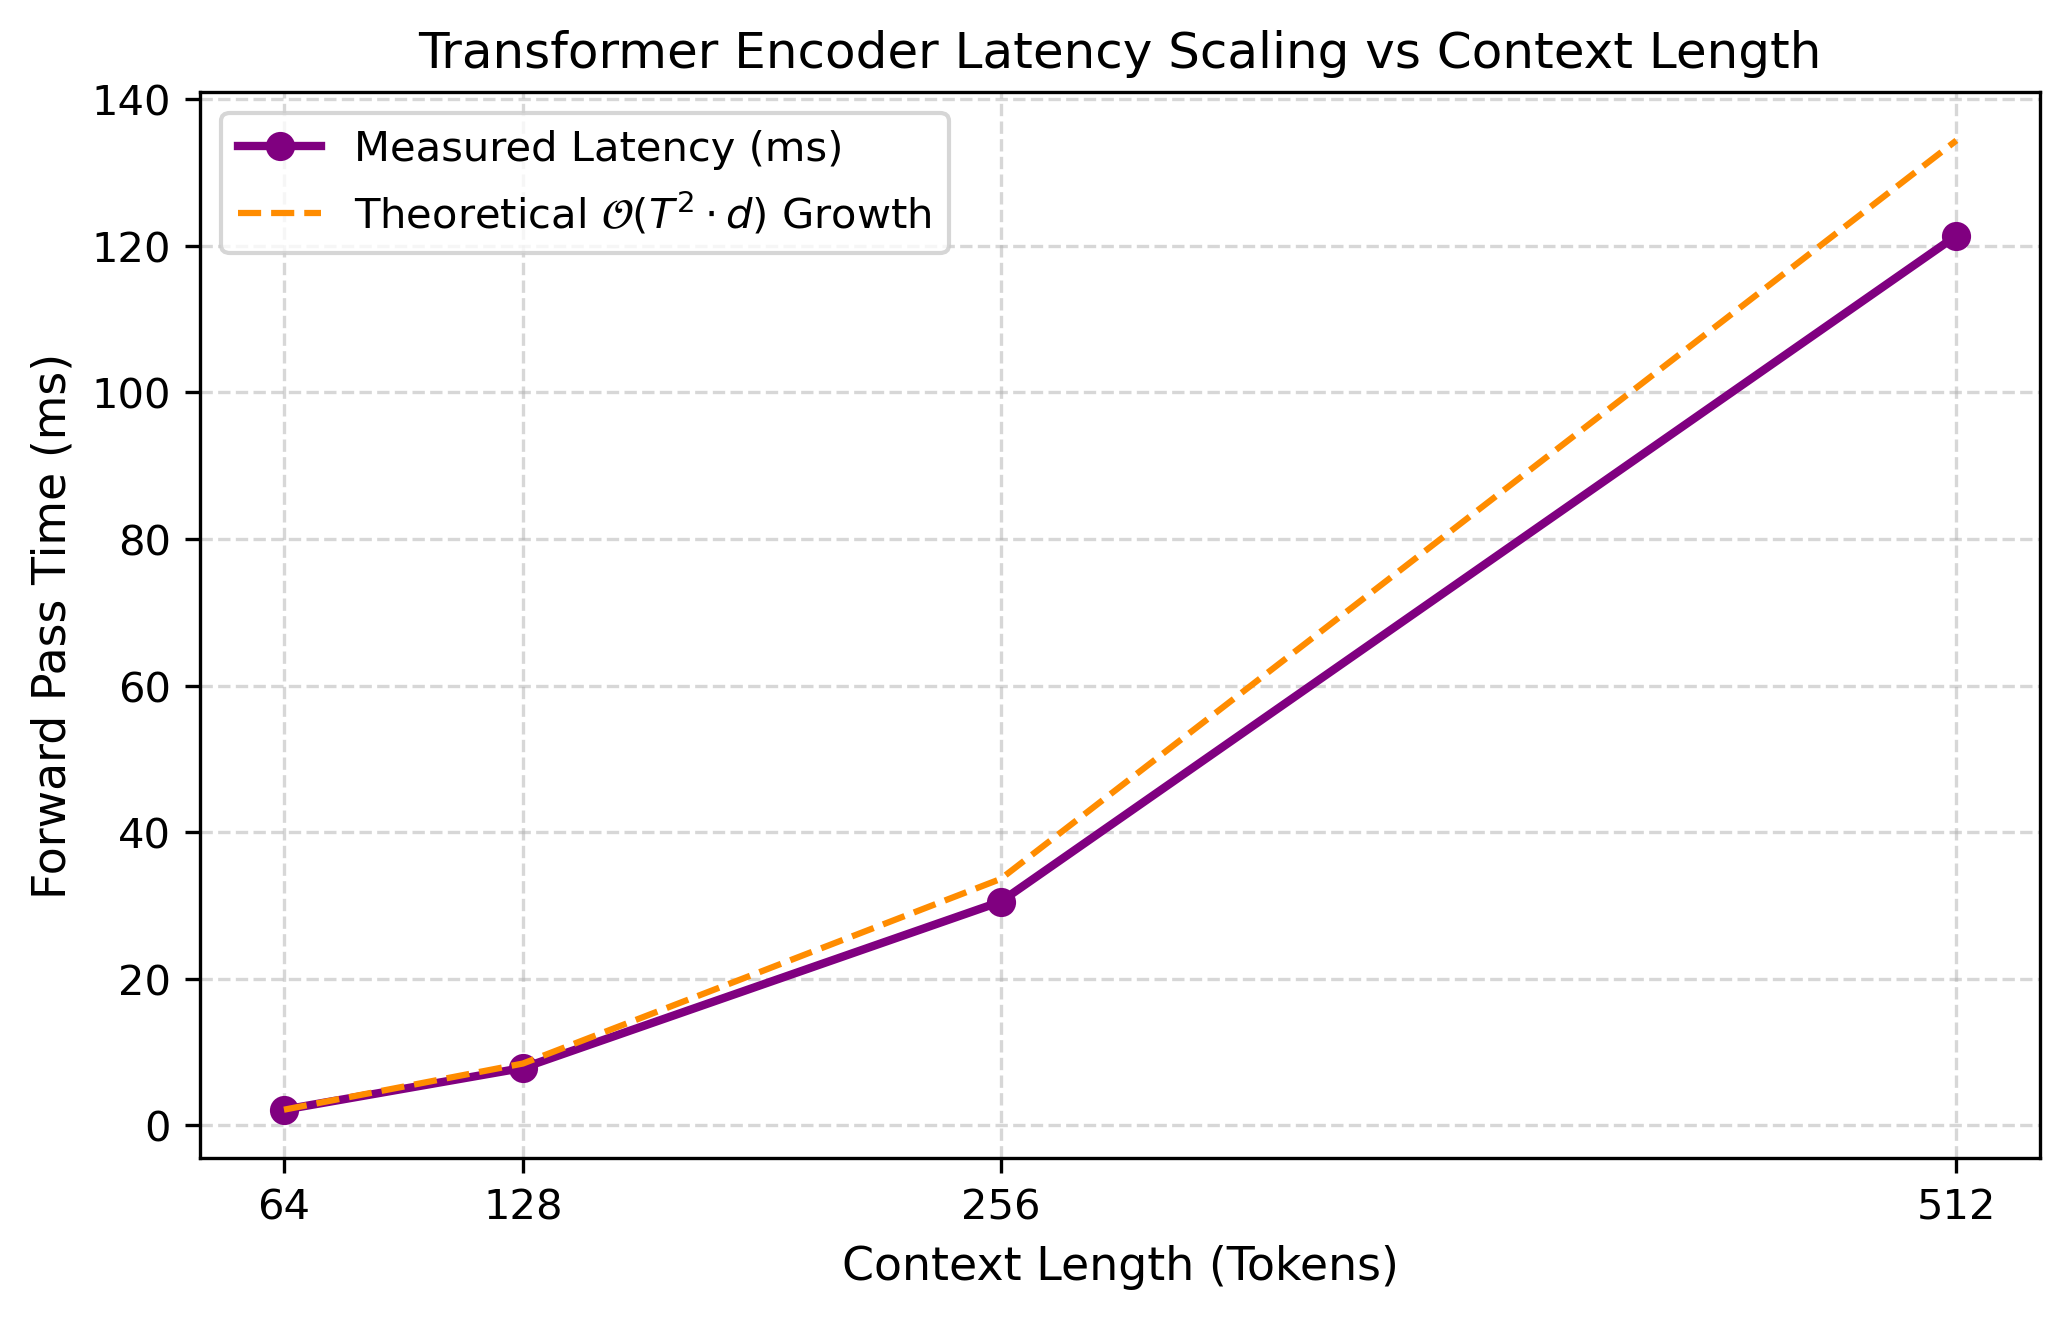 Transformer Encoder Latency Scaling vs Context Length
Measured Latency (ms)
Theoretical 𝒪(T² · d) Growth
Forward Pass Time (ms)
140
120
100
80
60
40
20
0
64 128 256 512
Context Length (Tokens)